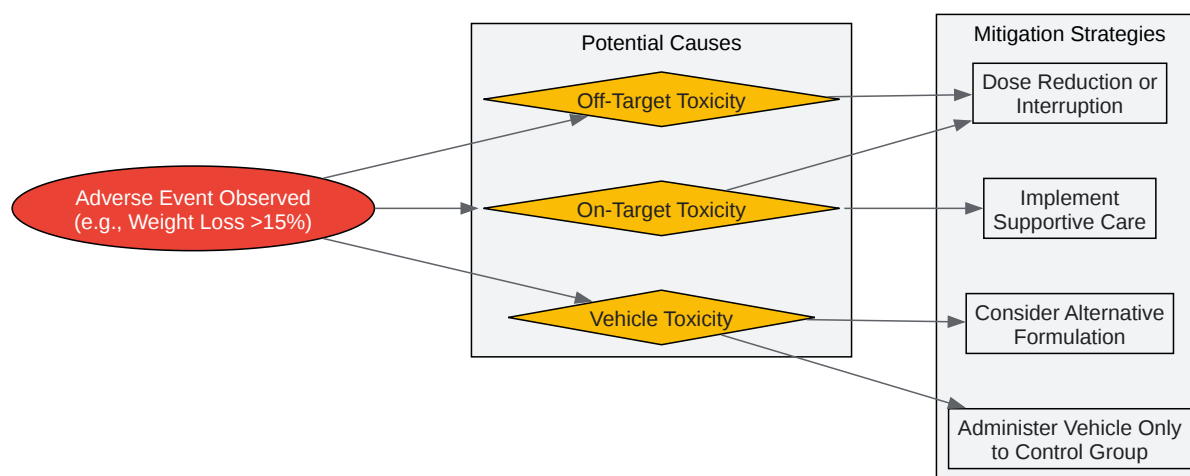 Potential Causes
Mitigation Strategies
Adverse Event Observed
(e.g., Weight Loss >15%)
Off-Target Toxicity
On-Target Toxicity
Vehicle Toxicity
Dose Reduction or
Interruption
Implement
Supportive Care
Consider Alternative
Formulation
Administer Vehicle Only
to Control Group